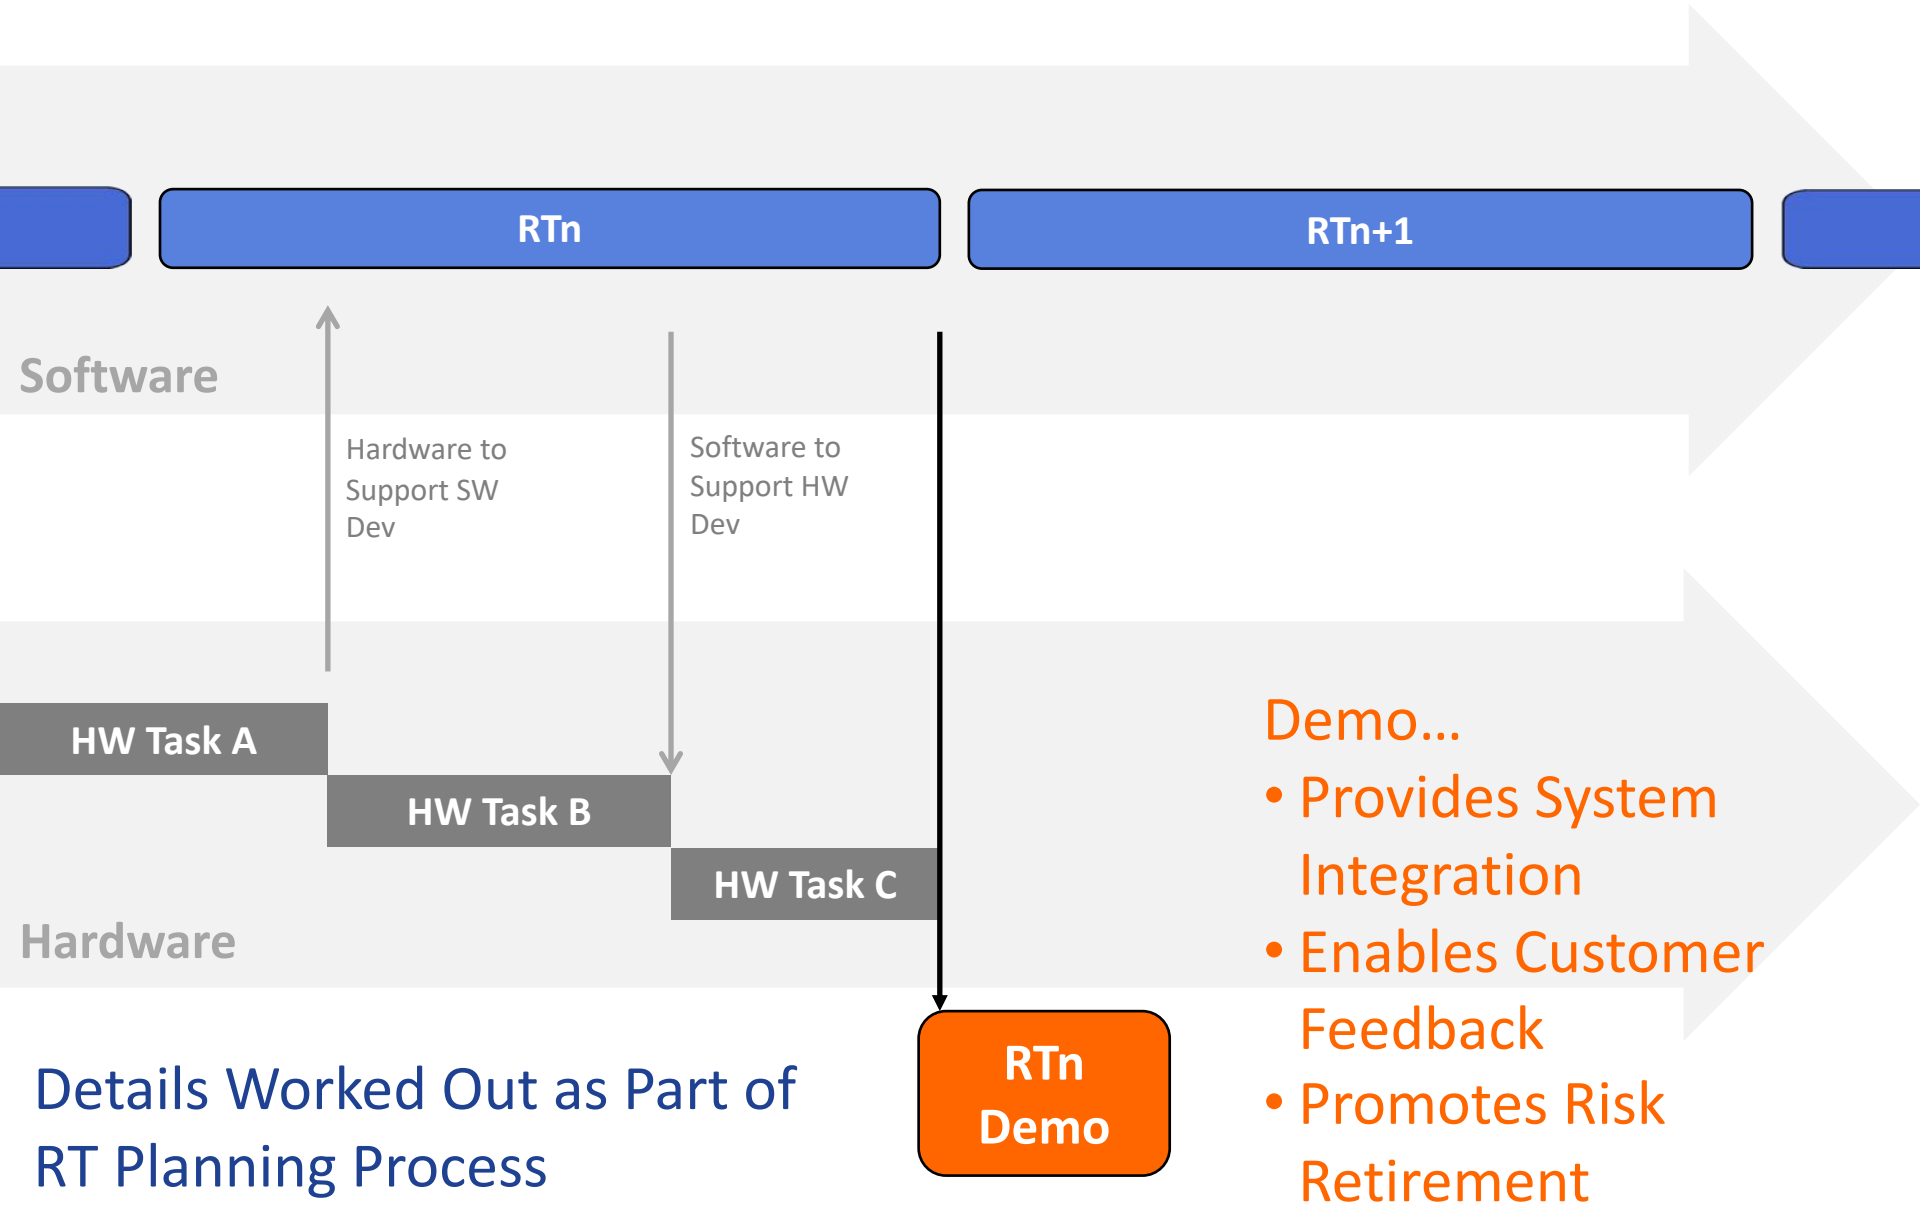 RTn
RTn+1
Software
Hardware to
Support SW
Dev
Software to
Support HW
Dev
HW Task A
HW Task B
HW Task C
Hardware
Demo...
• Provides System
Integration
• Enables Customer
Feedback
• Promotes Risk
Retirement
RTn
Demo
Details Worked Out as Part of
RT Planning Process